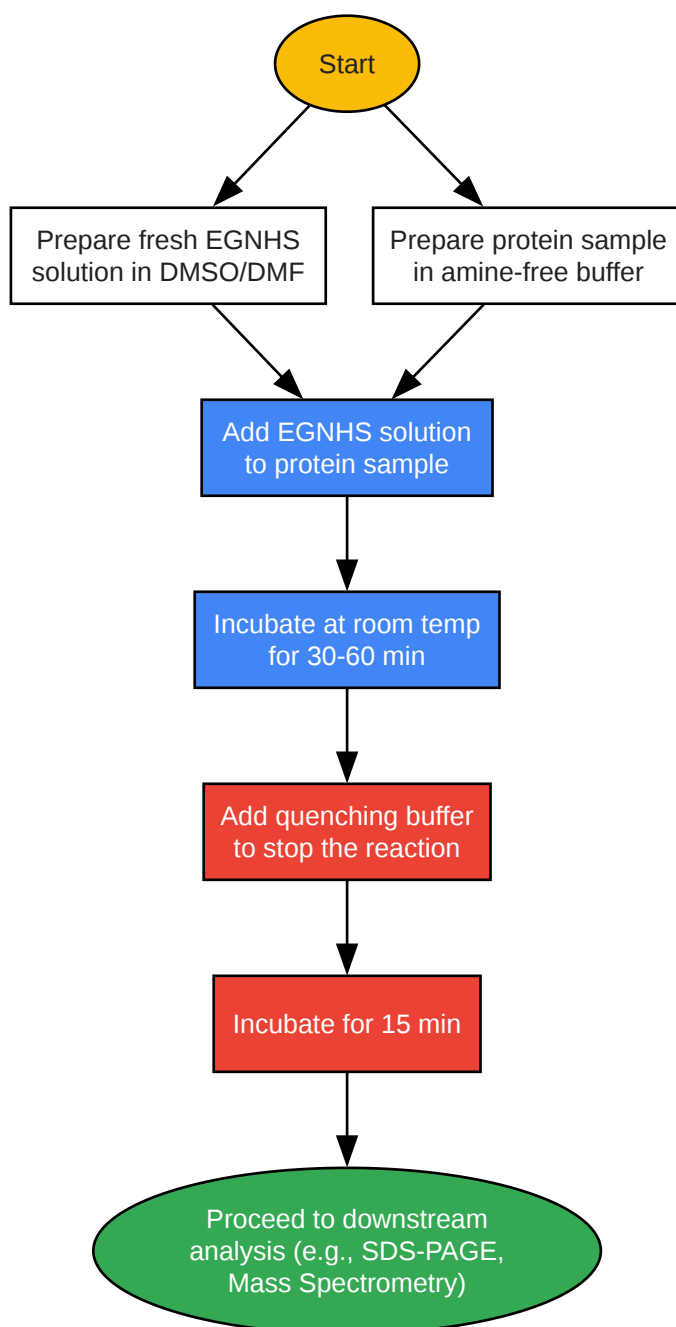 Start
Prepare fresh EGNHS
solution in DMSO/DMF
Prepare protein sample
in amine-free buffer
Add EGNHS solution
to protein sample
Incubate at room temp
for 30-60 min
Add quenching buffer
to stop the reaction
Incubate for 15 min
Proceed to downstream
analysis (e.g., SDS-PAGE,
Mass Spectrometry)